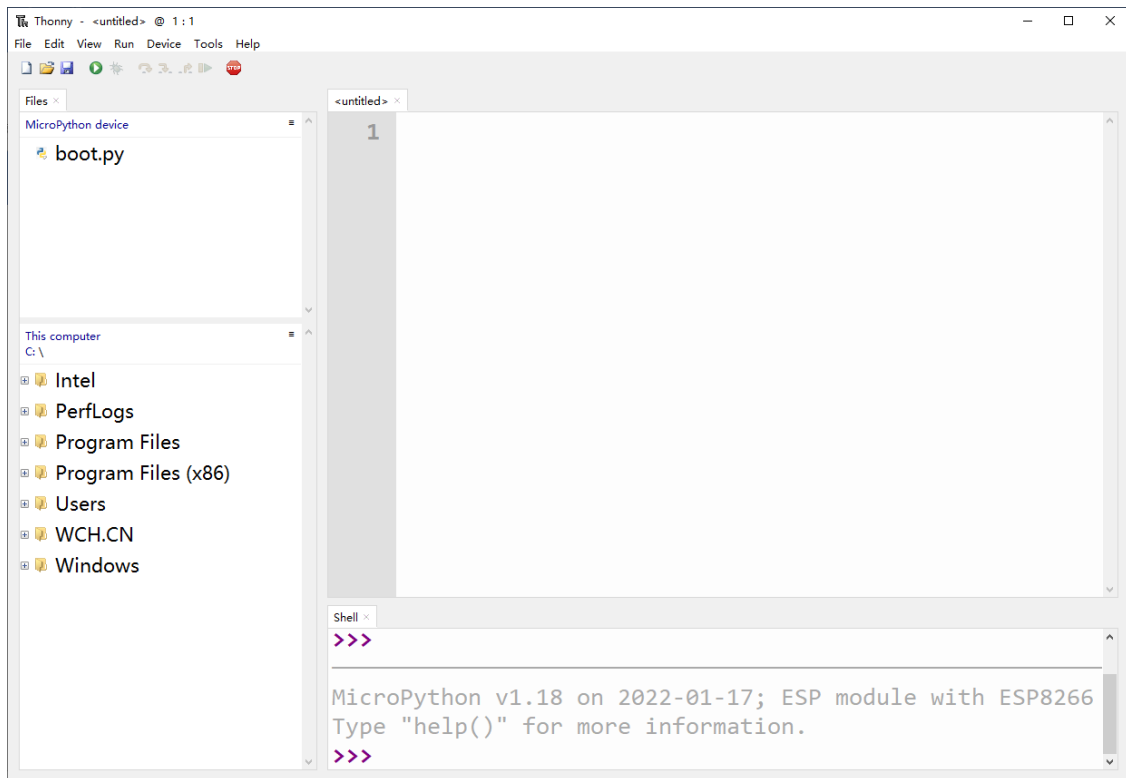 Thonny - <untitled> @ 1:1
File Edit View Run Device Tools Help
STOP
Files
<untitled>
MicroPython device
boot.py
1
This computer
C:\
Intel
PerfLogs
Program Files
Program Files (x86)
Users
WCH.CN
Windows
Shell
>>>
MicroPython v1.18 on 2022-01-17; ESP module with ESP8266
Type "help()" for more information.
>>>